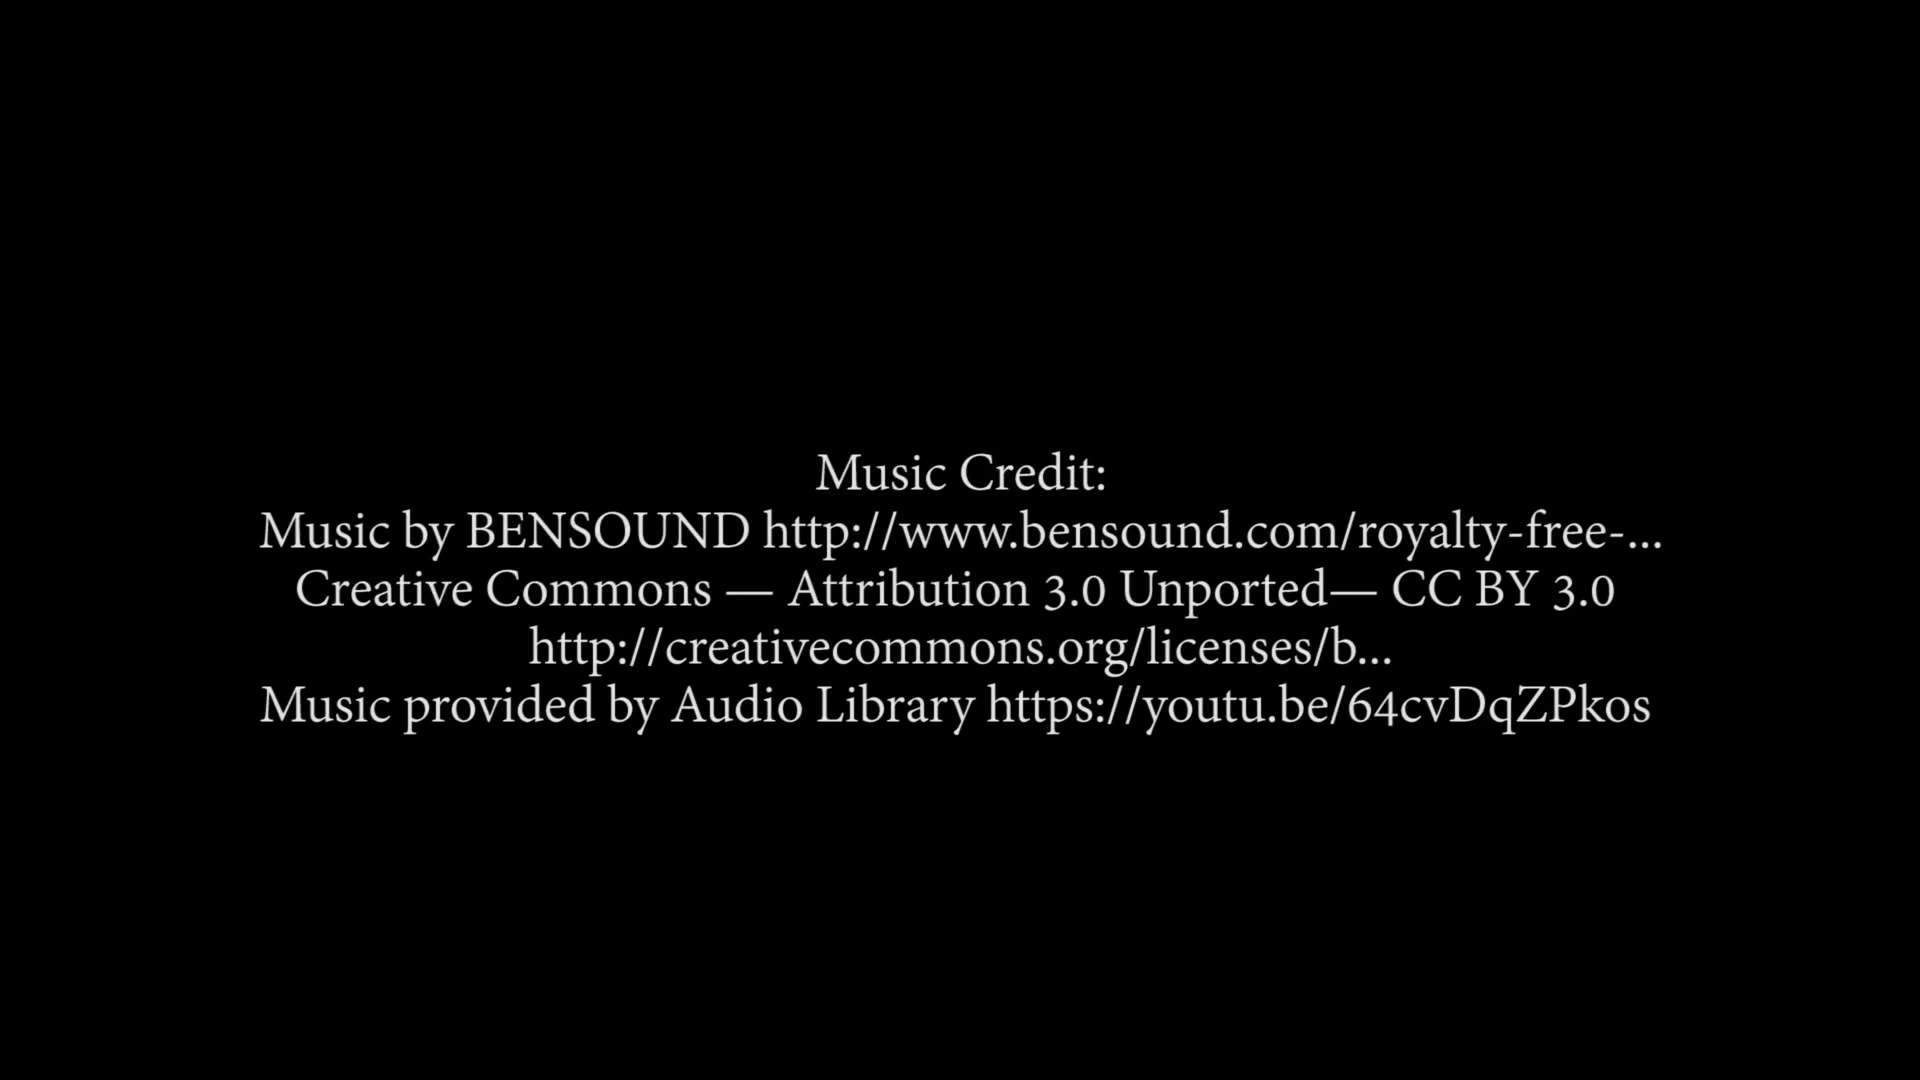 Music Credit:
Music by BENSOUND http://www.bensound.com/royalty-free-...
Creative Commons — Attribution 3.0 Unported— CC BY 3.0
http://creativecommons.org/licenses/b...
Music provided by Audio Library https://youtu.be/64cvDqZPkos